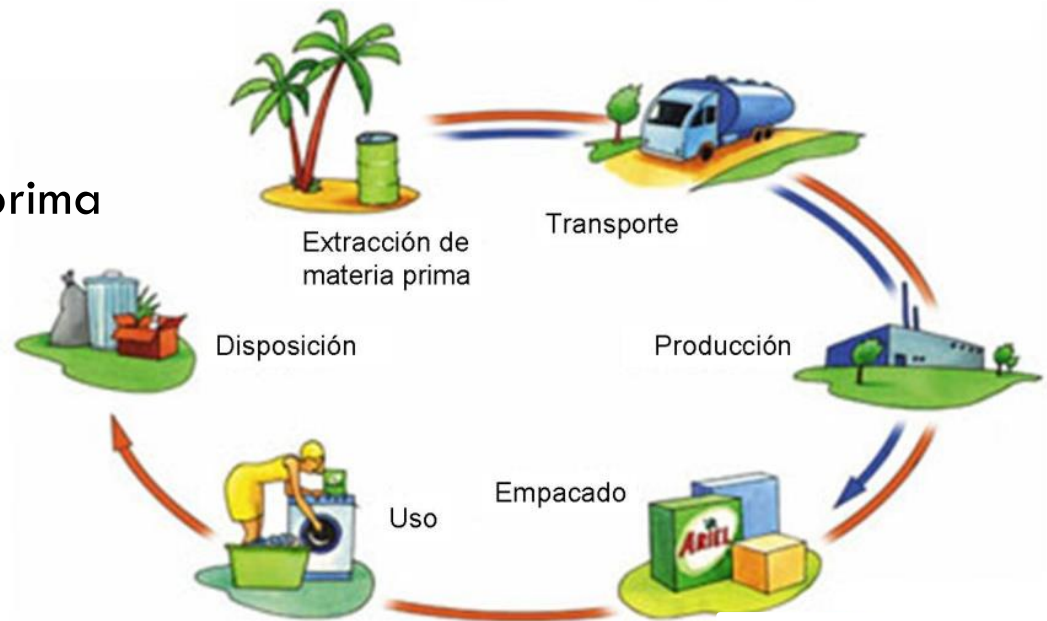 prima
Extracción de
materia prima
Transporte
Disposición
Producción
Empacado
Uso
ARIEL